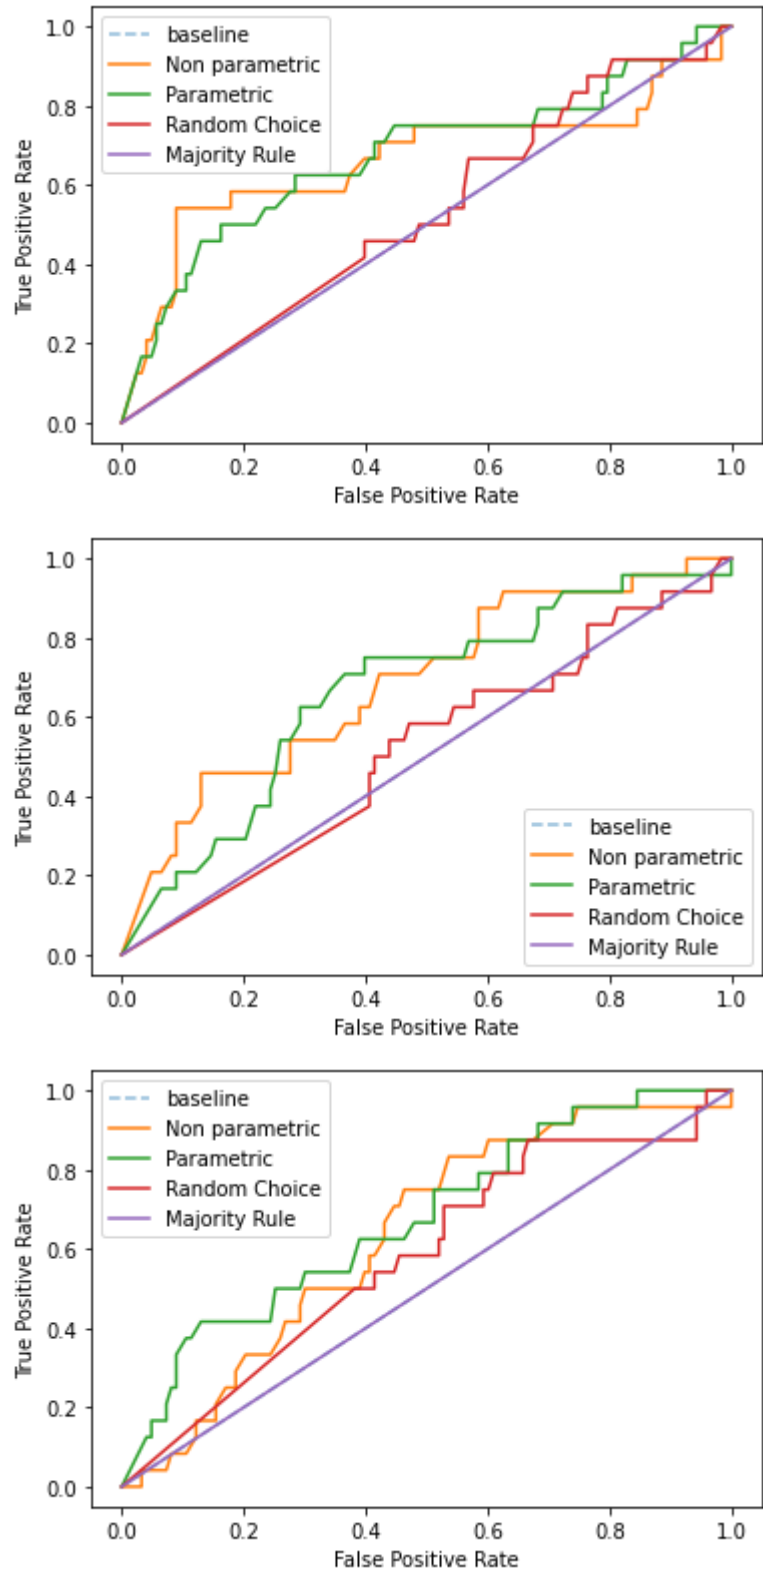 1.0
0.8
0.6
0.4
0.2
0.0
True Positive Rate
baseline
Non parametric
Parametric
Random Choice
Majority Rule
0.0 0.2 0.4 0.6 0.8 1.0
False Positive Rate
1.0
0.8
0.6
0.4
0.2
0.0
True Positive Rate
baseline
Non parametric
Parametric
Random Choice
Majority Rule
0.0 0.2 0.4 0.6 0.8 1.0
False Positive Rate
1.0
0.8
0.6
0.4
0.2
0.0
True Positive Rate
baseline
Non parametric
Parametric
Random Choice
Majority Rule
0.0 0.2 0.4 0.6 0.8 1.0
False Positive Rate